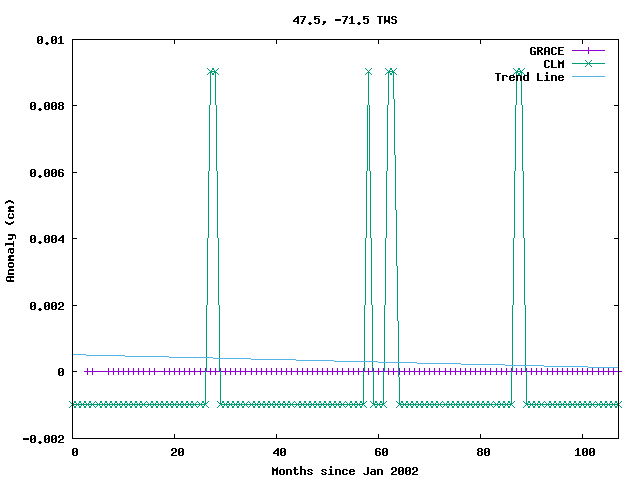 47.5, -71.5 TWS
0.01
GRACE
CLM
Trend Line
0.008
0.006
0.004
0.002
0
-0.002
Anomaly (cm)
0 20 40 60 80 100
Months since Jan 2002